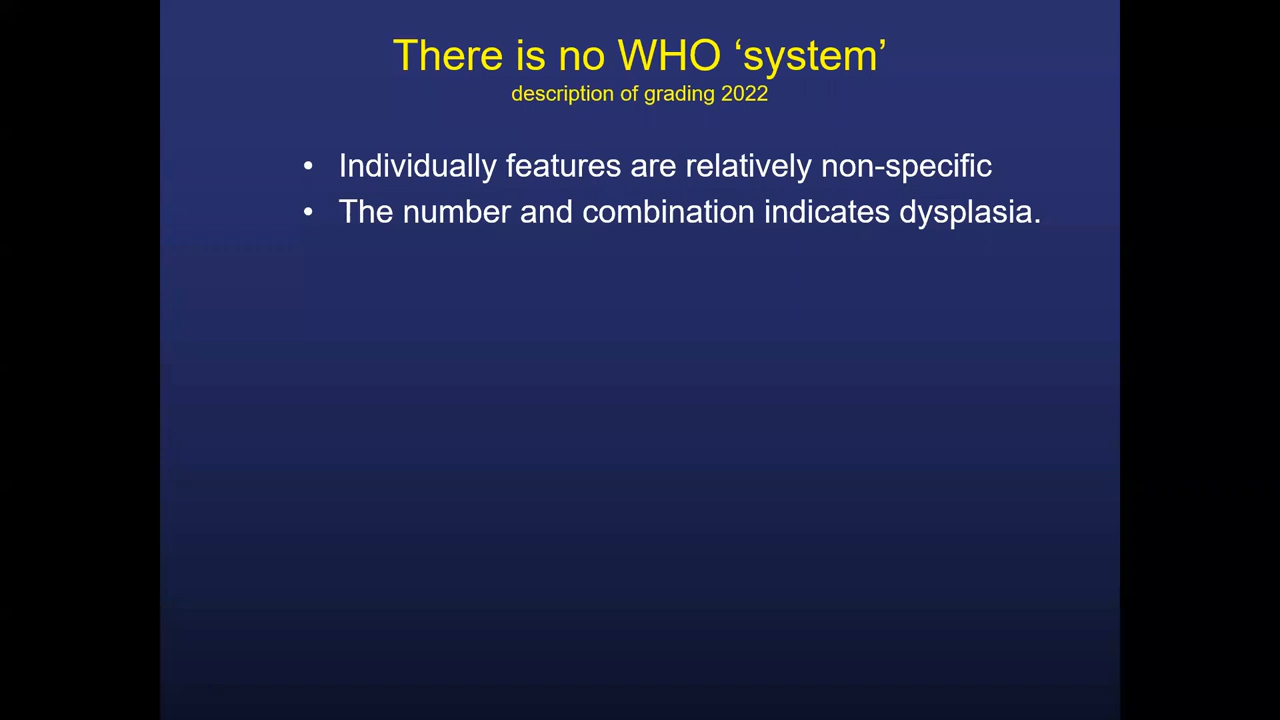 There is no WHO ‘system’
description of grading 2022
• Individually features are relatively non-specific
• The number and combination indicates dysplasia.